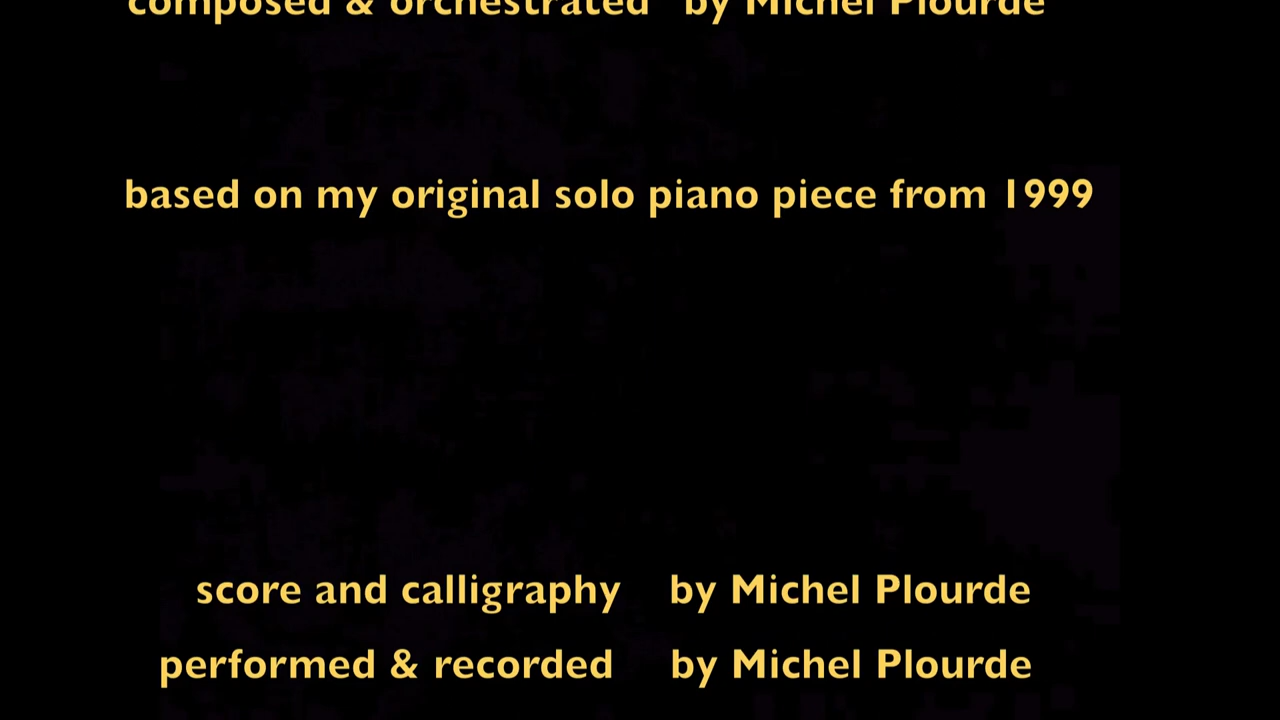 composed & orchestrated by Michel Plourde
based on my original solo piano piece from 1999
score and calligraphy by Michel Plourde
performed & recorded by Michel Plourde